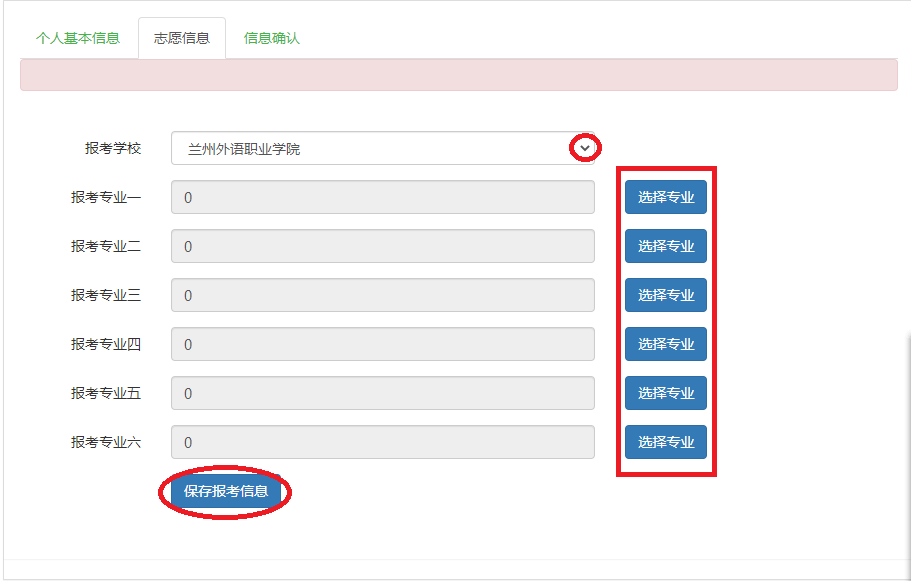 个人基本信息 志愿信息 信息确认
报考学校 兰州外语职业学院
报考专业一 0 选择专业
报考专业二 0 选择专业
报考专业三 0 选择专业
报考专业四 0 选择专业
报考专业五 0 选择专业
报考专业六 0 选择专业
保存报考信息